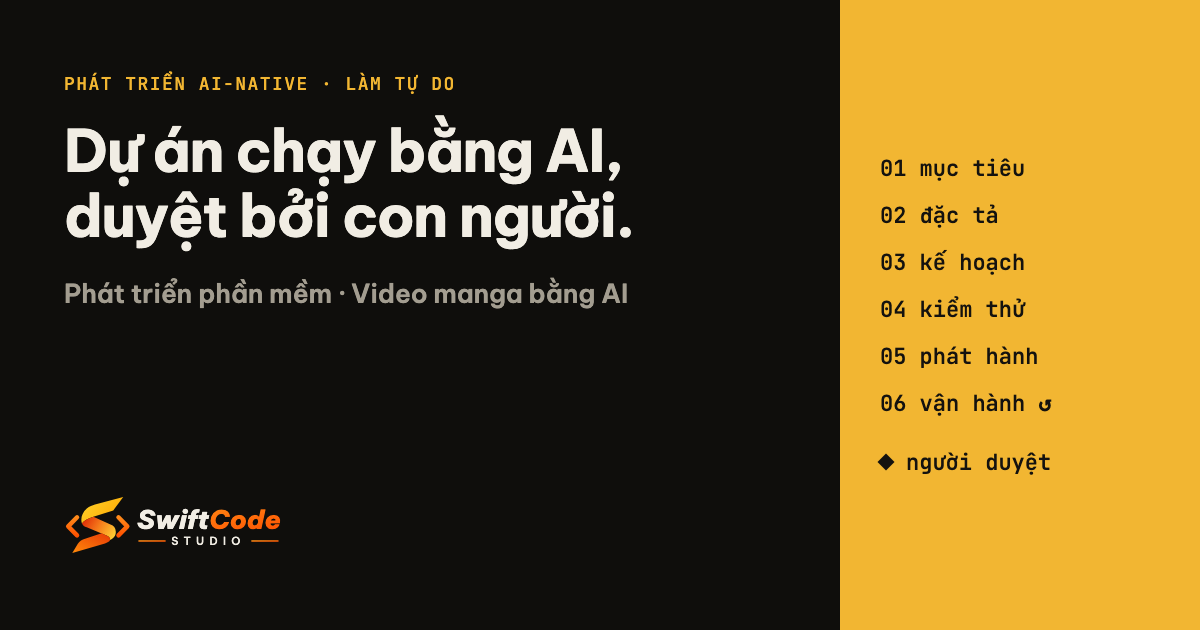 PHÁT TRIỂN AI-NATIVE · LÀM TỰ DO
Dự án chạy bằng AI,
duyệt bởi con người.
Phát triển phần mềm · Video manga bằng AI
SwiftCode
STUDIO
01 mục tiêu
02 đặc tả
03 kế hoạch
04 kiểm thử
05 phát hành
06 vận hành ↺
◆ người duyệt